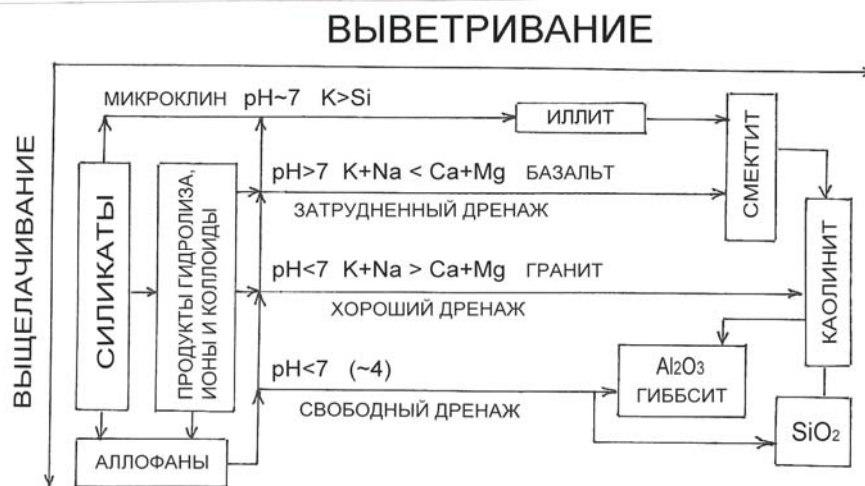 ВЫВЕТРИВАНИЕ
ВЫЩЕЛАЧИВАНИЕ
МИКРОКЛИН pH~7 K>Si
ИЛЛИТ
СМЕКТИТ
pH>7 K+Na < Ca+Mg БАЗАЛЬТ
ЗАТРУДНЕННЫЙ ДРЕНАЖ
СИЛИКАТЫ
ПРОДУКТЫ ГИДРОЛИЗА,
ИОНЫ И КОЛЛОИДЫ
pH<7 K+Na > Ca+Mg ГРАНИТ
ХОРОШИЙ ДРЕНАЖ
КАОЛИНИТ
pH<7 (~4)
СВОБОДНЫЙ ДРЕНАЖ
Al2O3
ГИББСИТ
SiO2
АЛЛОФАНЫ